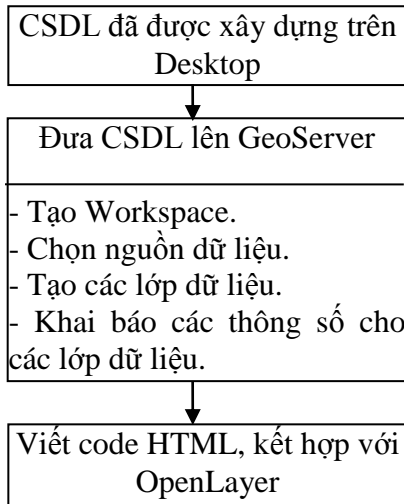 CSDL đã được xây dựng trên
Desktop
Đưa CSDL lên GeoServer
- Tạo Workspace.
- Chọn nguồn dữ liệu.
- Tạo các lớp dữ liệu.
- Khai báo các thông số cho
các lớp dữ liệu.
Viết code HTML, kết hợp với
OpenLayer